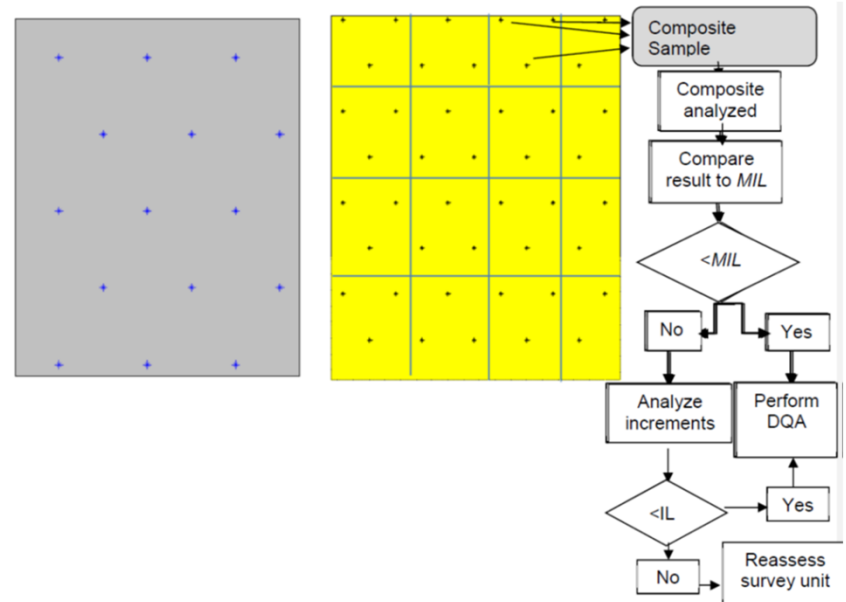 Composite
Sample
Composite
analyzed
Compare
result to MIL
<MIL
No
Yes
Analyze
increments
Perform
DQA
<IL
Yes
No
Reassess
survey unit